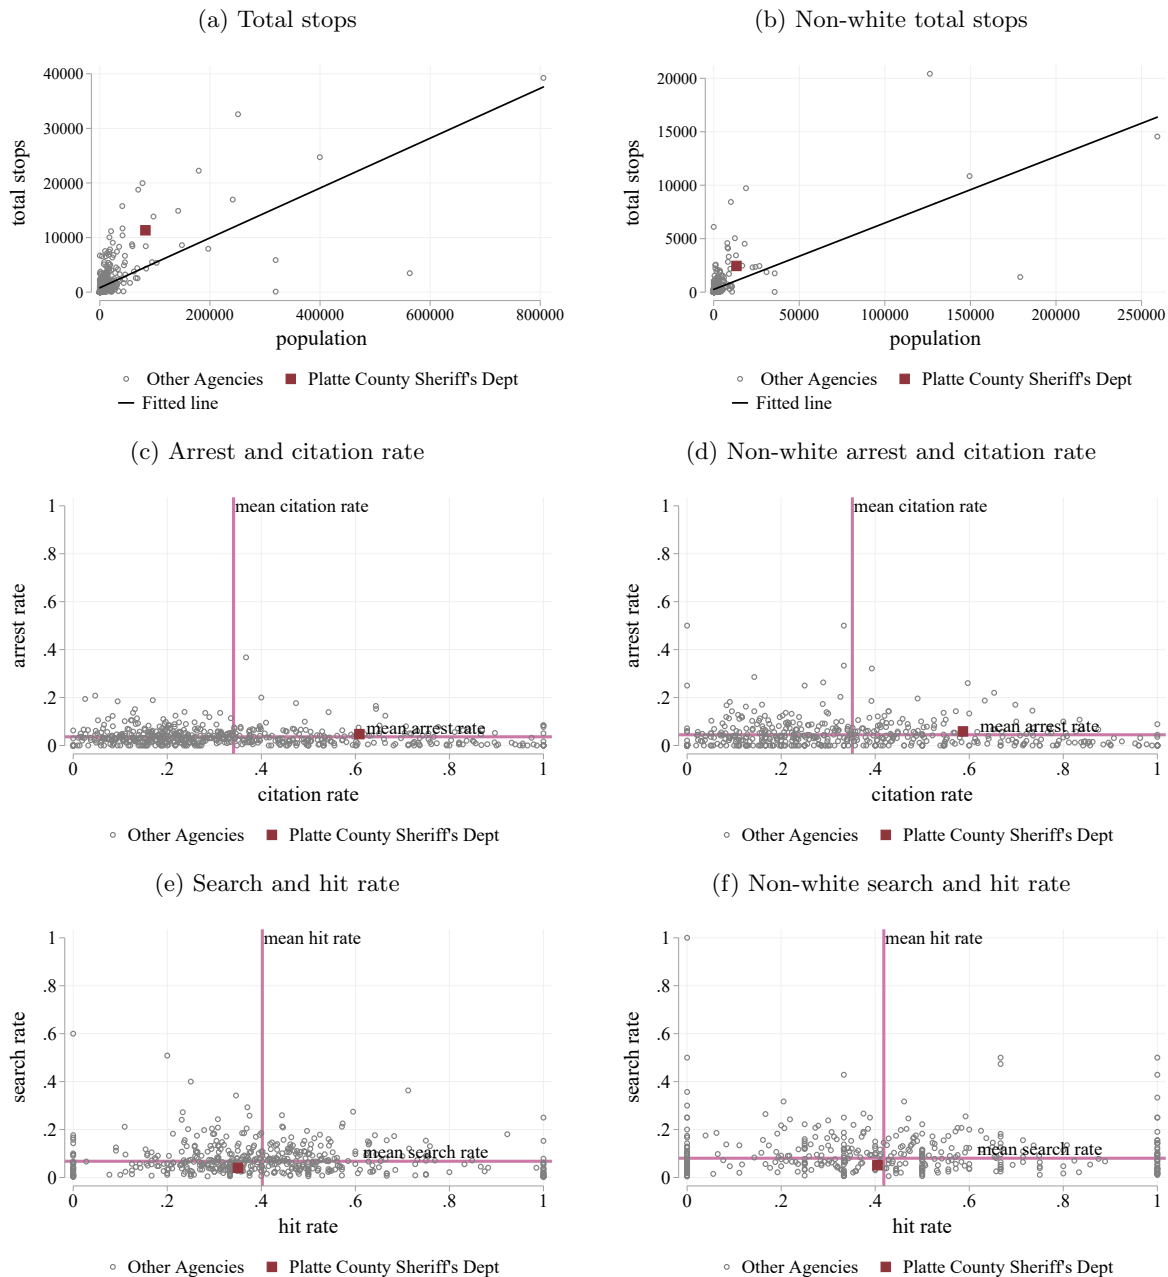 (a) Total stops
(b) Non-white total stops
total stops
40000
30000
20000
10000
0
0 200000 400000 600000 800000
population
Other Agencies Platte County Sheriff's Dept
Fitted line
total stops
20000
15000
10000
5000
0
0 50000 100000 150000 200000 250000
population
Other Agencies Platte County Sheriff's Dept
Fitted line
(c) Arrest and citation rate
(d) Non-white arrest and citation rate
arrest rate
1
.8
.6
.4
.2
0
mean citation rate
mean arrest rate
0 .2 .4 .6 .8 1
citation rate
Other Agencies Platte County Sheriff's Dept
arrest rate
1
.8
.6
.4
.2
0
mean citation rate
mean arrest rate
0 .2 .4 .6 .8 1
citation rate
Other Agencies Platte County Sheriff's Dept
(e) Search and hit rate
(f) Non-white search and hit rate
search rate
1
.8
.6
.4
.2
0
mean hit rate
mean search rate
0 .2 .4 .6 .8 1
hit rate
Other Agencies Platte County Sheriff's Dept
search rate
1
.8
.6
.4
.2
0
mean hit rate
mean search rate
0 .2 .4 .6 .8 1
hit rate
Other Agencies Platte County Sheriff's Dept